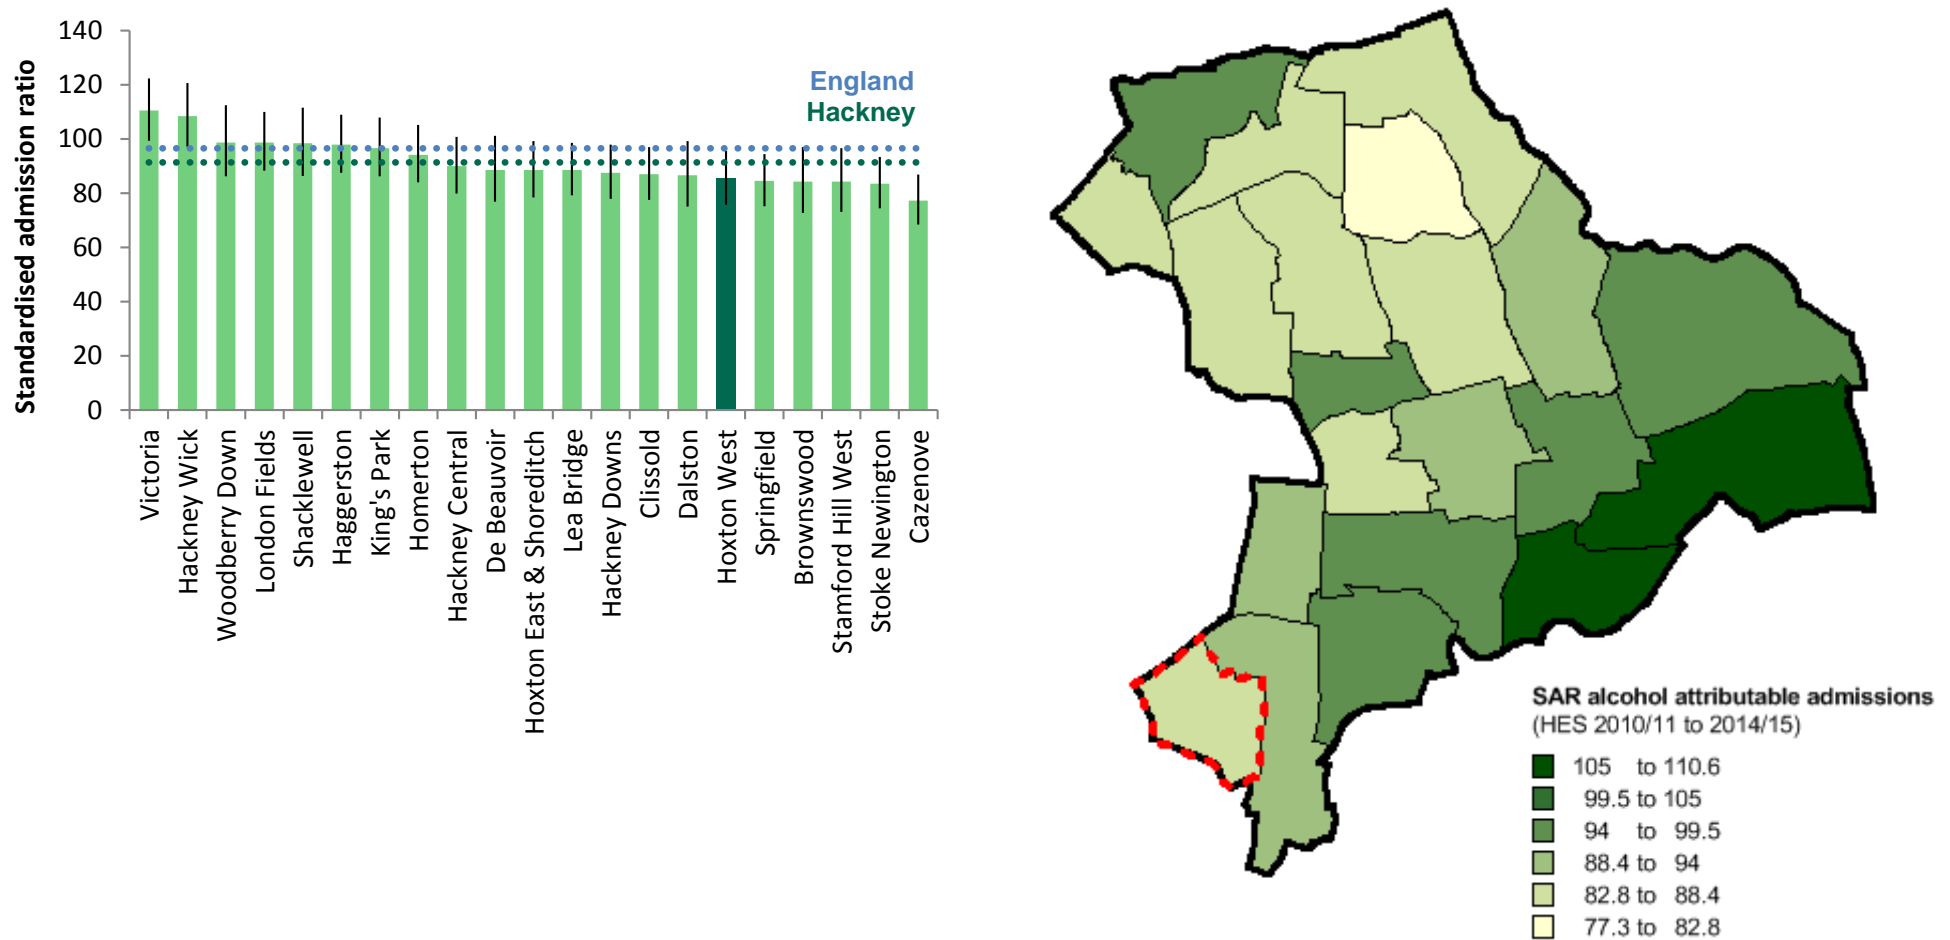 Standardised admission ratio
140
120
100
80
60
40
20
0
England
Hackney
Victoria
Hackney Wick
Woodberry Down
London Fields
Shacklewell
Haggerston
King's Park
Homerton
Hackney Central
De Beauvoir
Hoxton East & Shoreditch
Lea Bridge
Hackney Downs
Clissold
Dalston
Hoxton West
Springfield
Brownswood
Stamford Hill West
Stoke Newington
Cazenove
SAR alcohol attributable admissions
(HES 2010/11 to 2014/15)
105 to 110.6
99.5 to 105
94 to 99.5
88.4 to 94
82.8 to 88.4
77.3 to 82.8